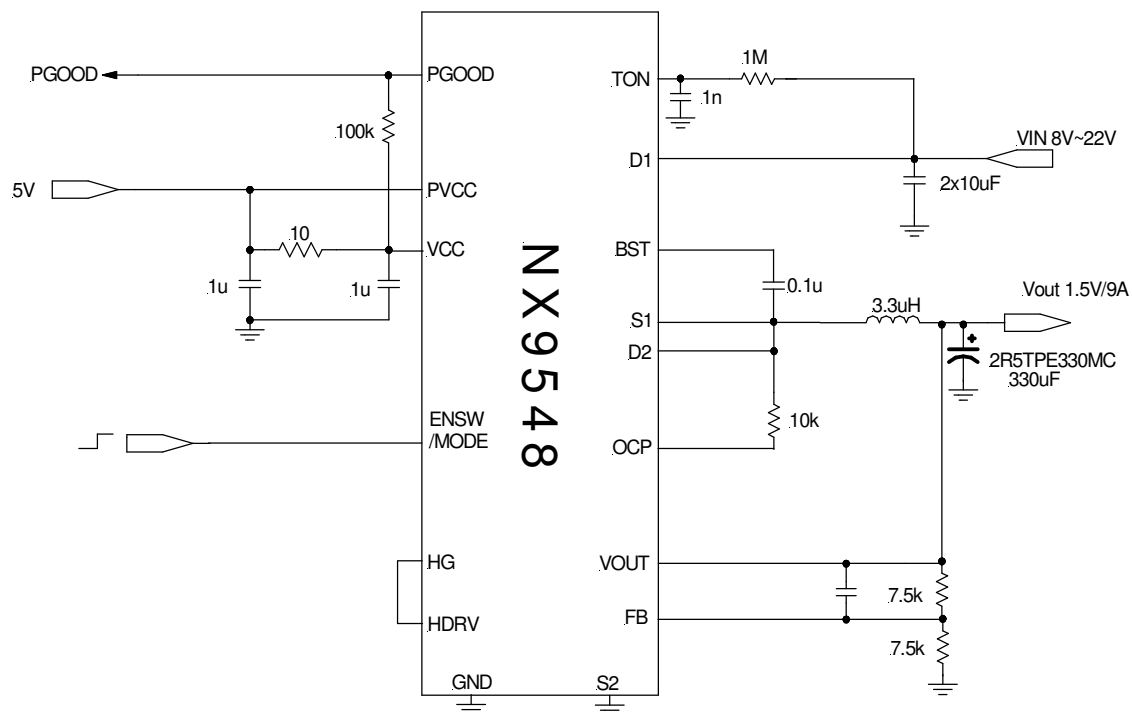 PGOOD
PGOOD
100k
5V
PVCC
10
VCC
1u
1u
ENSW
/MODE
HG
HDRV
GND
S2
NX9548
TON
1M
1n
D1
VIN 8V~22V
2x10uF
BST
0.1u
S1
3.3uH
Vout 1.5V/9A
D2
2R5TPE330MC
330uF
10k
OCP
VOUT
7.5k
FB
7.5k
+